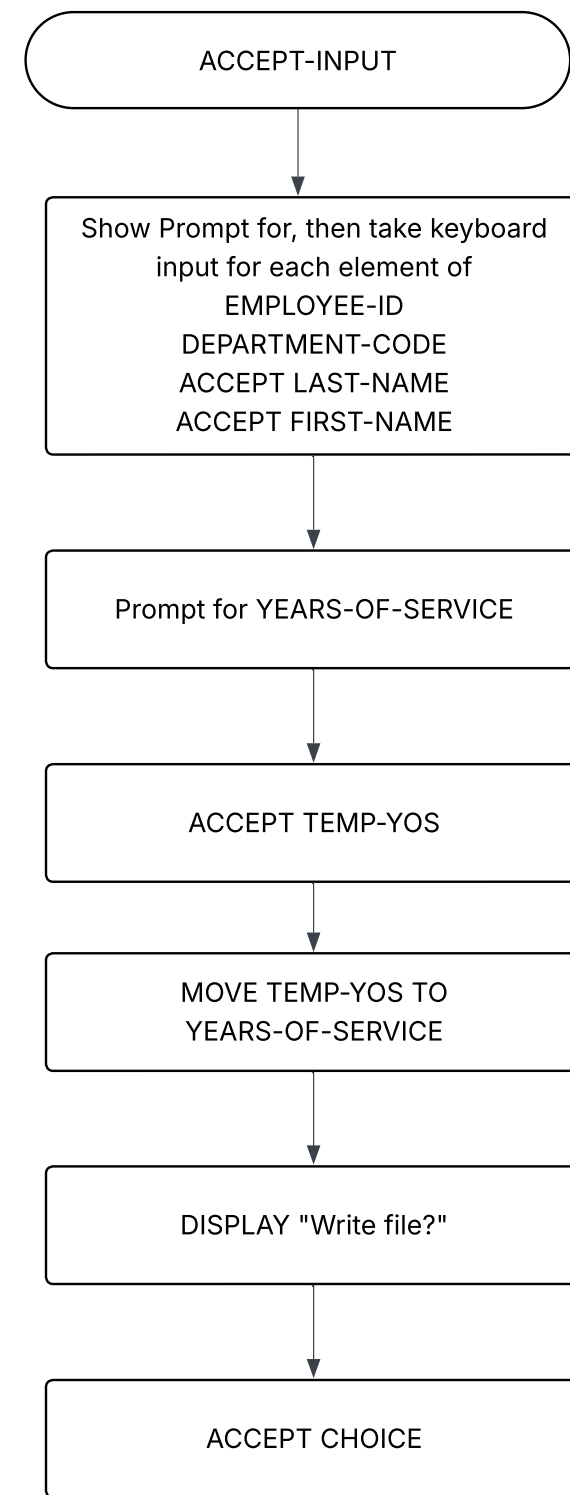 ACCEPT-INPUT
Show Prompt for, then take keyboard
input for each element of
EMPLOYEE-ID
DEPARTMENT-CODE
ACCEPT LAST-NAME
ACCEPT FIRST-NAME
Prompt for YEARS-OF-SERVICE
ACCEPT TEMP-YOS
MOVE TEMP-YOS TO
YEARS-OF-SERVICE
DISPLAY "Write file?"
ACCEPT CHOICE